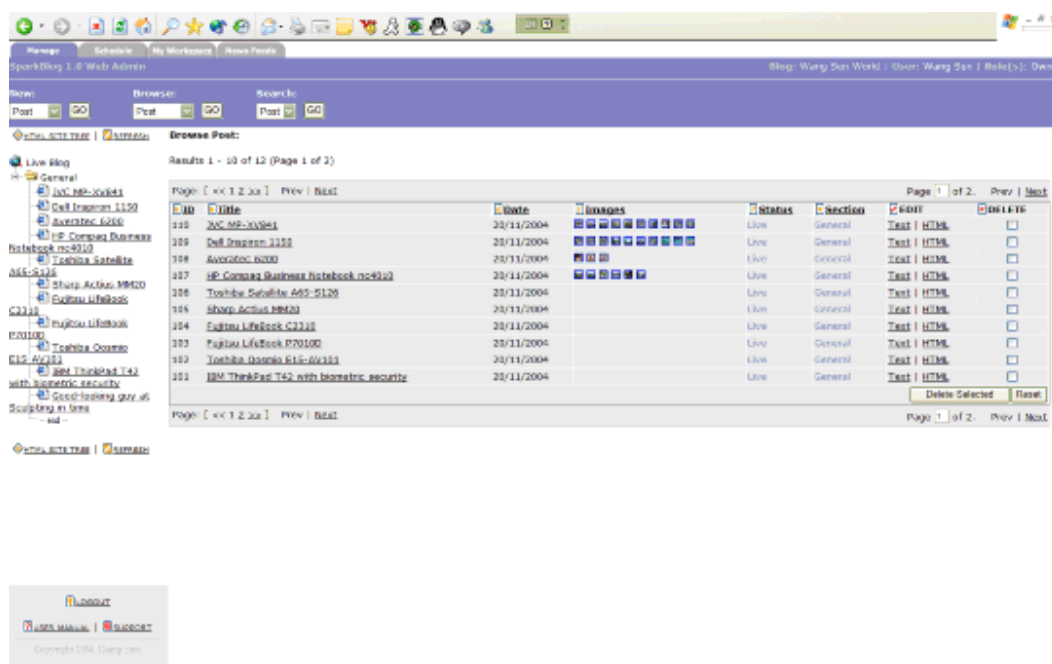 Manage Schedule My Workspace News Feeds
SparkBlog 1.0 Web Admin Blog: Wang Sen World | User: Wang Sen | Role(s): Own
New: Browse: Search:
Post GO Post GO Post GO
HTML SITE TREE | REFRESH
Browse Post:
Results 1 - 10 of 12 (Page 1 of 2)
Live Blog
General
JVC MP-XV841
Dell Inspiron 1150
Averatec 6200
HP Compaq Business
Notebook nc4010
Toshiba Satellite
A65-S126
Sharp Actius MM20
Fujitsu LifeBook
C2310
Fujitsu LifeBook
P7010D
Toshiba Qosmio
E15-AV101
IBM ThinkPad T42
with biometric security
Good-looking guy at
Sculpting in time
-- end --
HTML SITE TREE | REFRESH
Page: [ << 1 2 >> ] Prev | Next Page 1 of 2. Prev | Next
ID Title Date Images Status Section EDIT DELETE
110 JVC MP-XV841 20/11/2004 Live General Text | HTML
109 Dell Inspiron 1150 20/11/2004 Live General Text | HTML
108 Averatec 6200 20/11/2004 Live General Text | HTML
107 HP Compaq Business Notebook nc4010 20/11/2004 Live General Text | HTML
106 Toshiba Satellite A65-S126 20/11/2004 Live General Text | HTML
105 Sharp Actius MM20 20/11/2004 Live General Text | HTML
104 Fujitsu LifeBook C2310 20/11/2004 Live General Text | HTML
103 Fujitsu LifeBook P7010D 20/11/2004 Live General Text | HTML
102 Toshiba Qosmio E15-AV101 20/11/2004 Live General Text | HTML
101 IBM ThinkPad T42 with biometric security 20/11/2004 Live General Text | HTML
Delete Selected Reset
Page: [ << 1 2 >> ] Prev | Next Page 1 of 2. Prev | Next
LOGOUT
USER MANUAL | SUPPORT
Copyright 2004,